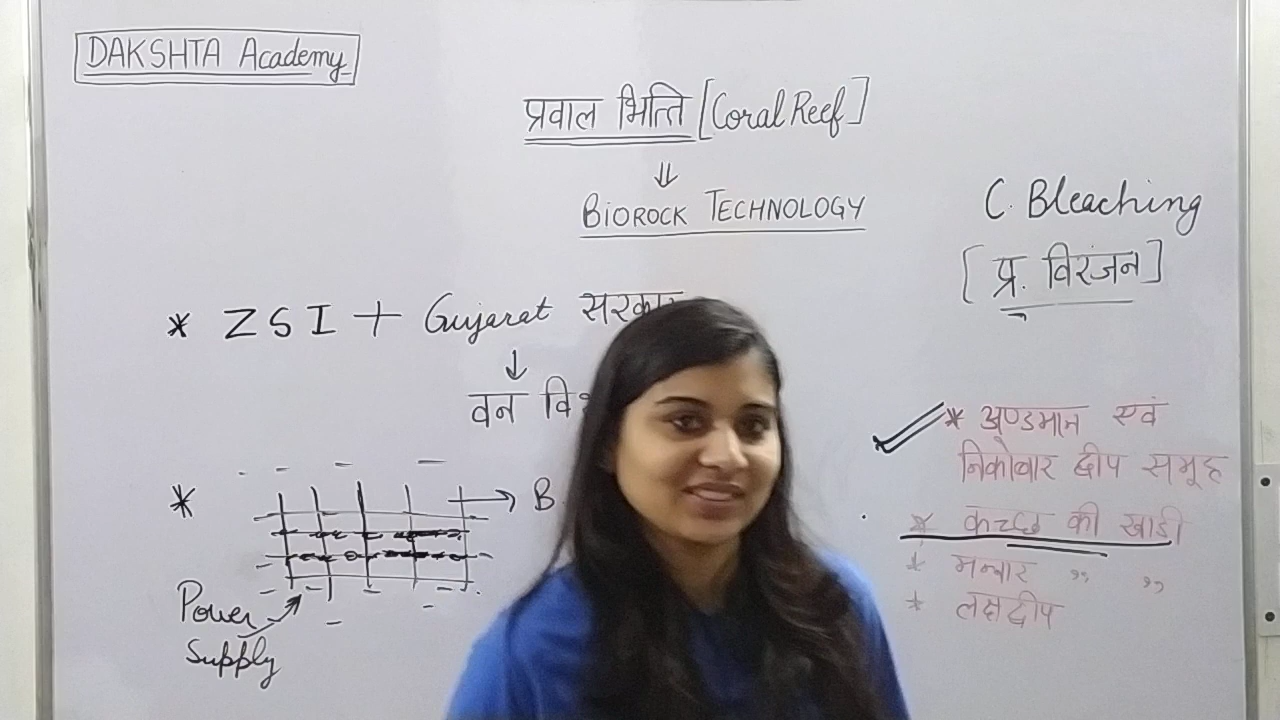 DAKSHTA Academy
प्रवाल भित्ति [Coral Reef]
⇓
BIOROCK TECHNOLOGY
C. Bleaching
[प्र. विरंजन]
* ZSI + Gujarat सरकार
↓
वन
* अण्डमान एवं
निकोबार द्वीप समूह
* कच्छ की खाड़ी
* मन्नार " "
* लक्षद्वीप
* → B
Power
Supply